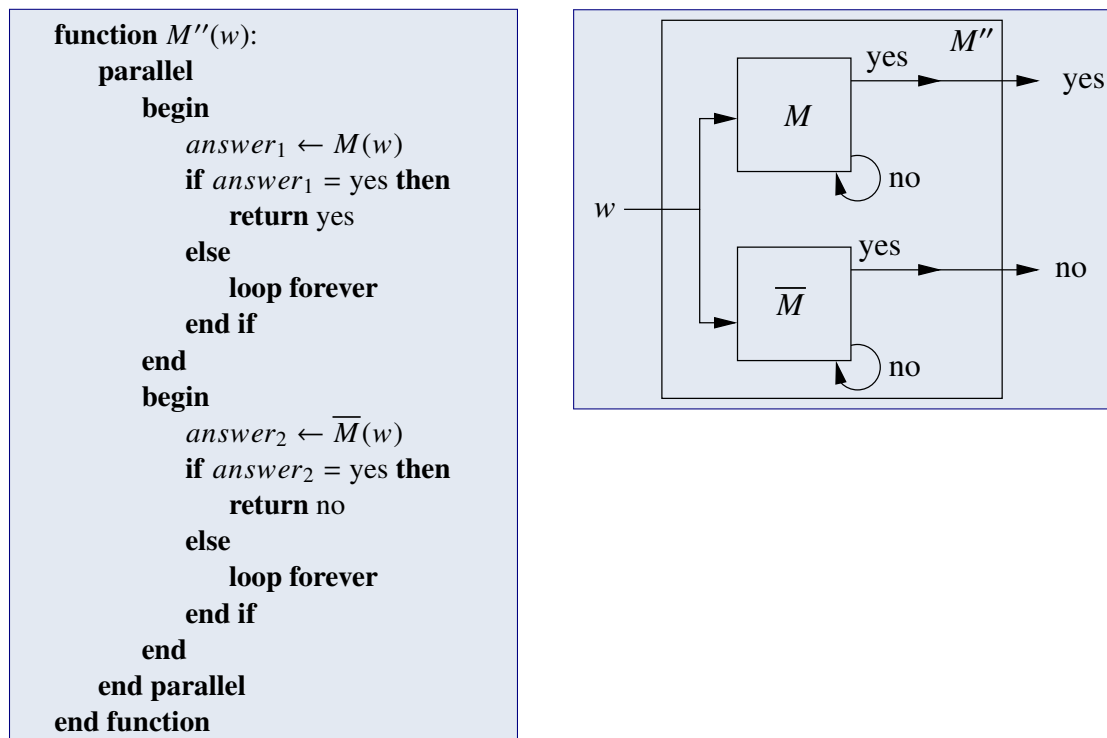 function M′′(w):
parallel
begin
answer₁ ← M(w)
if answer₁ = yes then
return yes
else
loop forever
end if
end
begin
answer₂ ← M̅(w)
if answer₂ = yes then
return no
else
loop forever
end if
end
end parallel
end function
M′′
yes
yes
M
no
w
yes
no
M̅
no